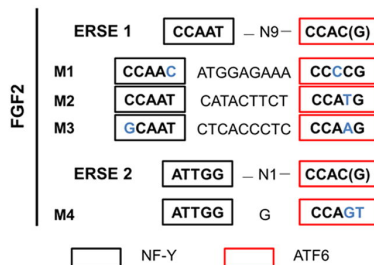 FGF2
ERSE 1 CCAAT – N9 – CCAC(G)
M1 CCAAC ATGGAGAAA CCCCG
M2 CCAAT CATACTTCT CCATG
M3 GCAAT CTCACCCTC CCAAG
ERSE 2 ATTGG – N1 – CCAC(G)
M4 ATTGG G CCAGT
NF-Y ATF6